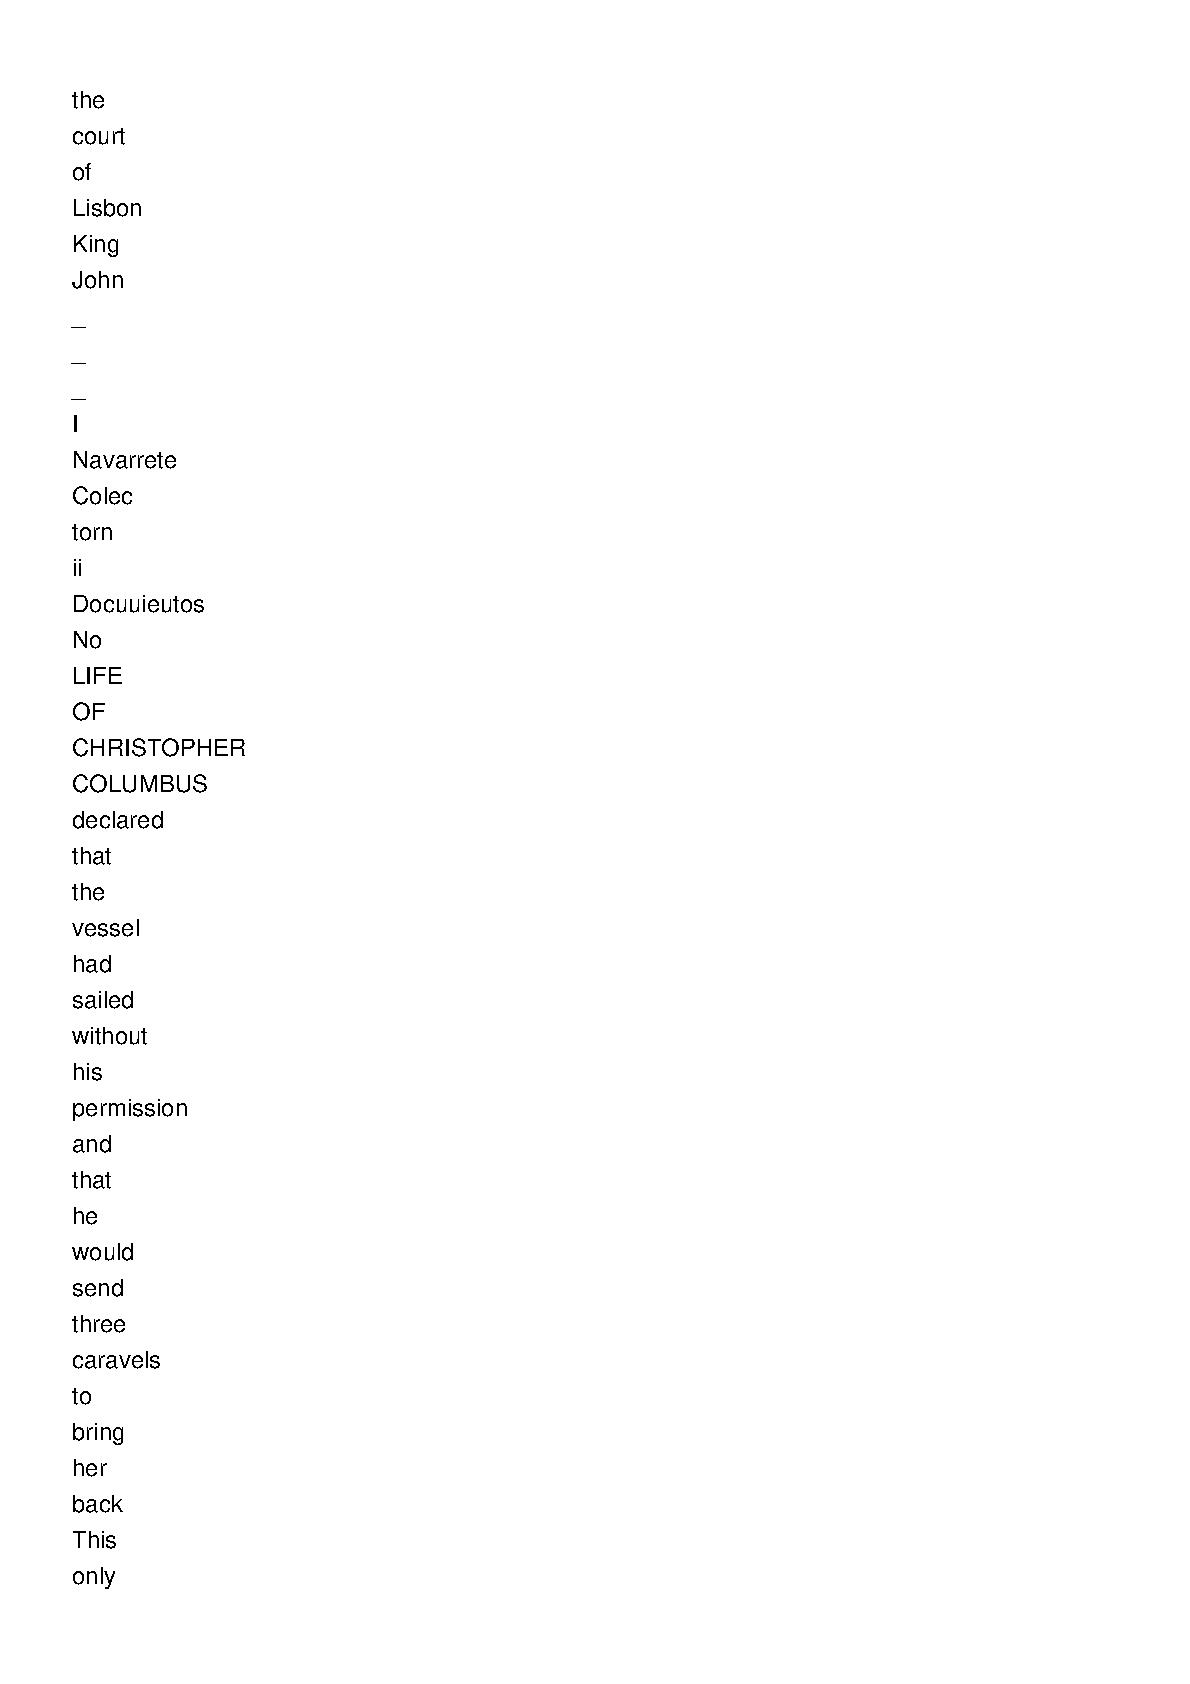 the
court
of
Lisbon
King
John
_
_
_
I
Navarrete
Colec
torn
ii
Docuuieutos
No
LIFE
OF
CHRISTOPHER
COLUMBUS
declared
that
the
vessel
had
sailed
without
his
permission
and
that
he
would
send
three
caravels
to
bring
her
back
This
only